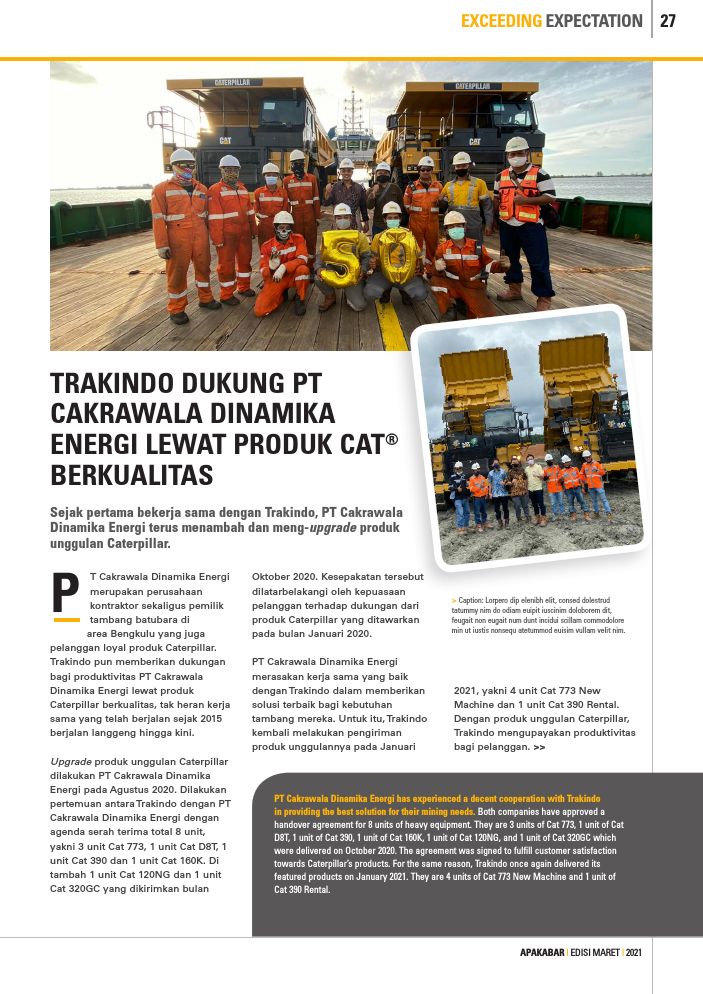 EXCEEDING EXPECTATION 27
CATERPILLAR
CATERPILLAR
CAT
CAT
50
TRAKINDO DUKUNG PT
CAKRAWALA DINAMIKA
ENERGI LEWAT PRODUK CAT®
BERKUALITAS
Sejak pertama bekerja sama dengan Trakindo, PT Cakrawala
Dinamika Energi terus menambah dan meng-upgrade produk
unggulan Caterpillar.
PT Cakrawala Dinamika Energi
merupakan perusahaan
kontraktor sekaligus pemilik
tambang batubara di
area Bengkulu yang juga
pelanggan loyal produk Caterpillar.
Trakindo pun memberikan dukungan
bagi produktivitas PT Cakrawala
Dinamika Energi lewat produk
Caterpillar berkualitas, tak heran kerja
sama yang telah berjalan sejak 2015
berjalan langgeng hingga kini.
Upgrade produk unggulan Caterpillar
dilakukan PT Cakrawala Dinamika
Energi pada Agustus 2020. Dilakukan
pertemuan antara Trakindo dengan PT
Cakrawala Dinamika Energi dengan
agenda serah terima total 8 unit,
yakni 3 unit Cat 773, 1 unit Cat D8T, 1
unit Cat 390 dan 1 unit Cat 160K. Di
tambah 1 unit Cat 120NG dan 1 unit
Cat 320GC yang dikirimkan bulan
Oktober 2020. Kesepakatan tersebut
dilatarbelakangi oleh kepuasaan
pelanggan terhadap dukungan dari
produk Caterpillar yang ditawarkan
pada bulan Januari 2020.
PT Cakrawala Dinamika Energi
merasakan kerja sama yang baik
dengan Trakindo dalam memberikan
solusi terbaik bagi kebutuhan
tambang mereka. Untuk itu, Trakindo
kembali melakukan pengiriman
produk unggulannya pada Januari
> Caption: Lorpero dip elenibh elit, consed dolestrud
tatummy nim do odiam euipit iuscinim doloborem dit,
feugait non eugait num dunt incidui scillam commodolore
min ut iustis nonsequ atetummod euisim vullam velit nim.
2021, yakni 4 unit Cat 773 New
Machine dan 1 unit Cat 390 Rental.
Dengan produk unggulan Caterpillar,
Trakindo mengupayakan produktivitas
bagi pelanggan. >>
PT Cakrawala Dinamika Energi has experienced a decent cooperation with Trakindo
in providing the best solution for their mining needs. Both companies have approved a
handover agreement for 8 units of heavy equipment. They are 3 units of Cat 773, 1 unit of Cat
D8T, 1 unit of Cat 390, 1 unit of Cat 160K, 1 unit of Cat 120NG, and 1 unit of Cat 320GC which
were delivered on October 2020. The agreement was signed to fulfill customer satisfaction
towards Caterpillar's products. For the same reason, Trakindo once again delivered its
featured products on January 2021. They are 4 units of Cat 773 New Machine and 1 unit of
Cat 390 Rental.
APAKABAR | EDISI MARET | 2021